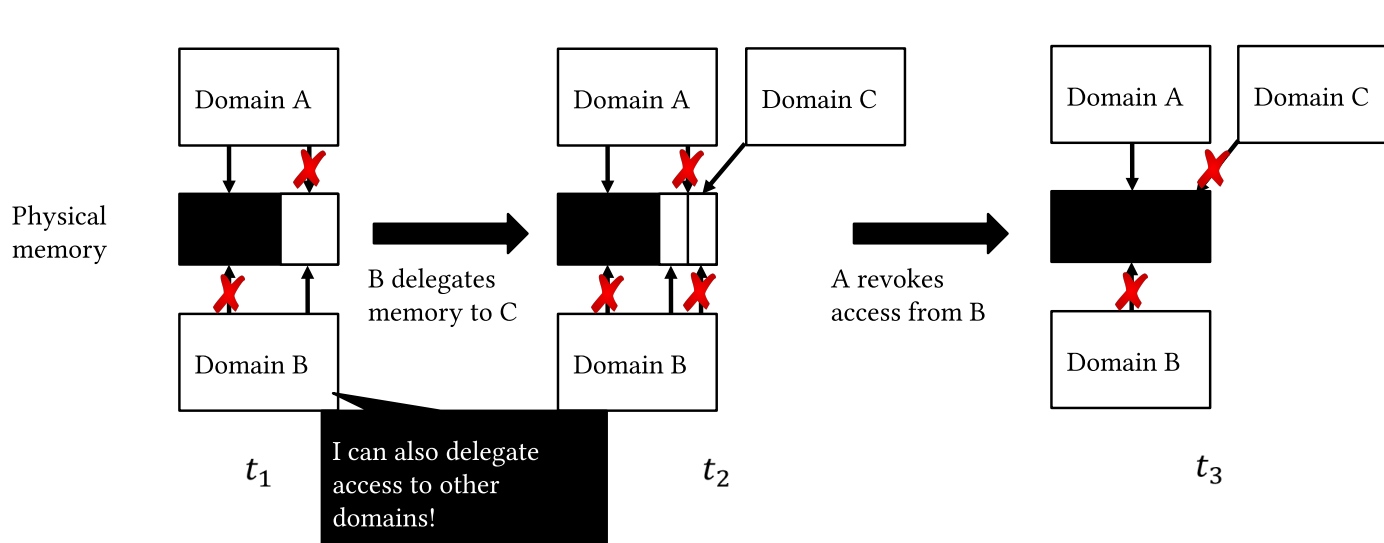 Domain A
Domain A
Domain C
Domain A
Domain C
Physical
memory
B delegates
memory to C
A revokes
access from B
Domain B
Domain B
Domain B
I can also delegate
access to other
domains!
t₁
t₂
t₃